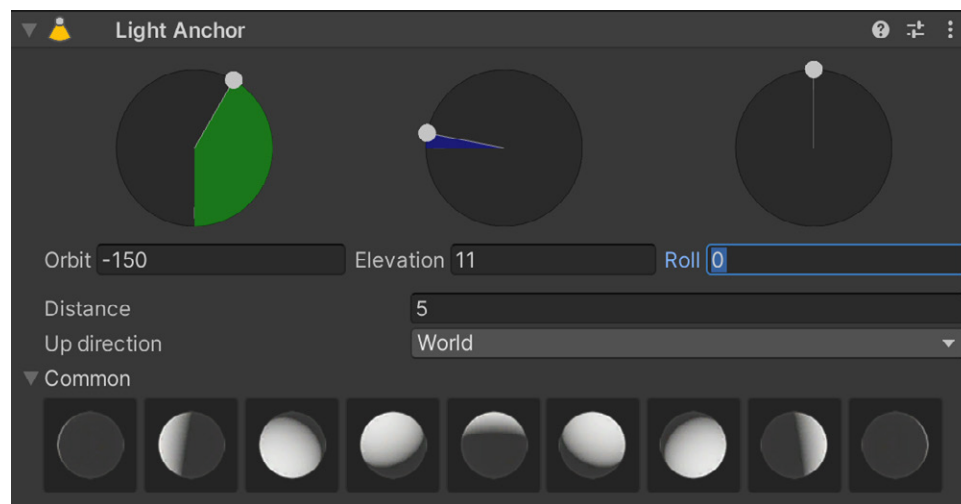 Light Anchor
Orbit -150 Elevation 11 Roll 0
Distance 5
Up direction World
Common